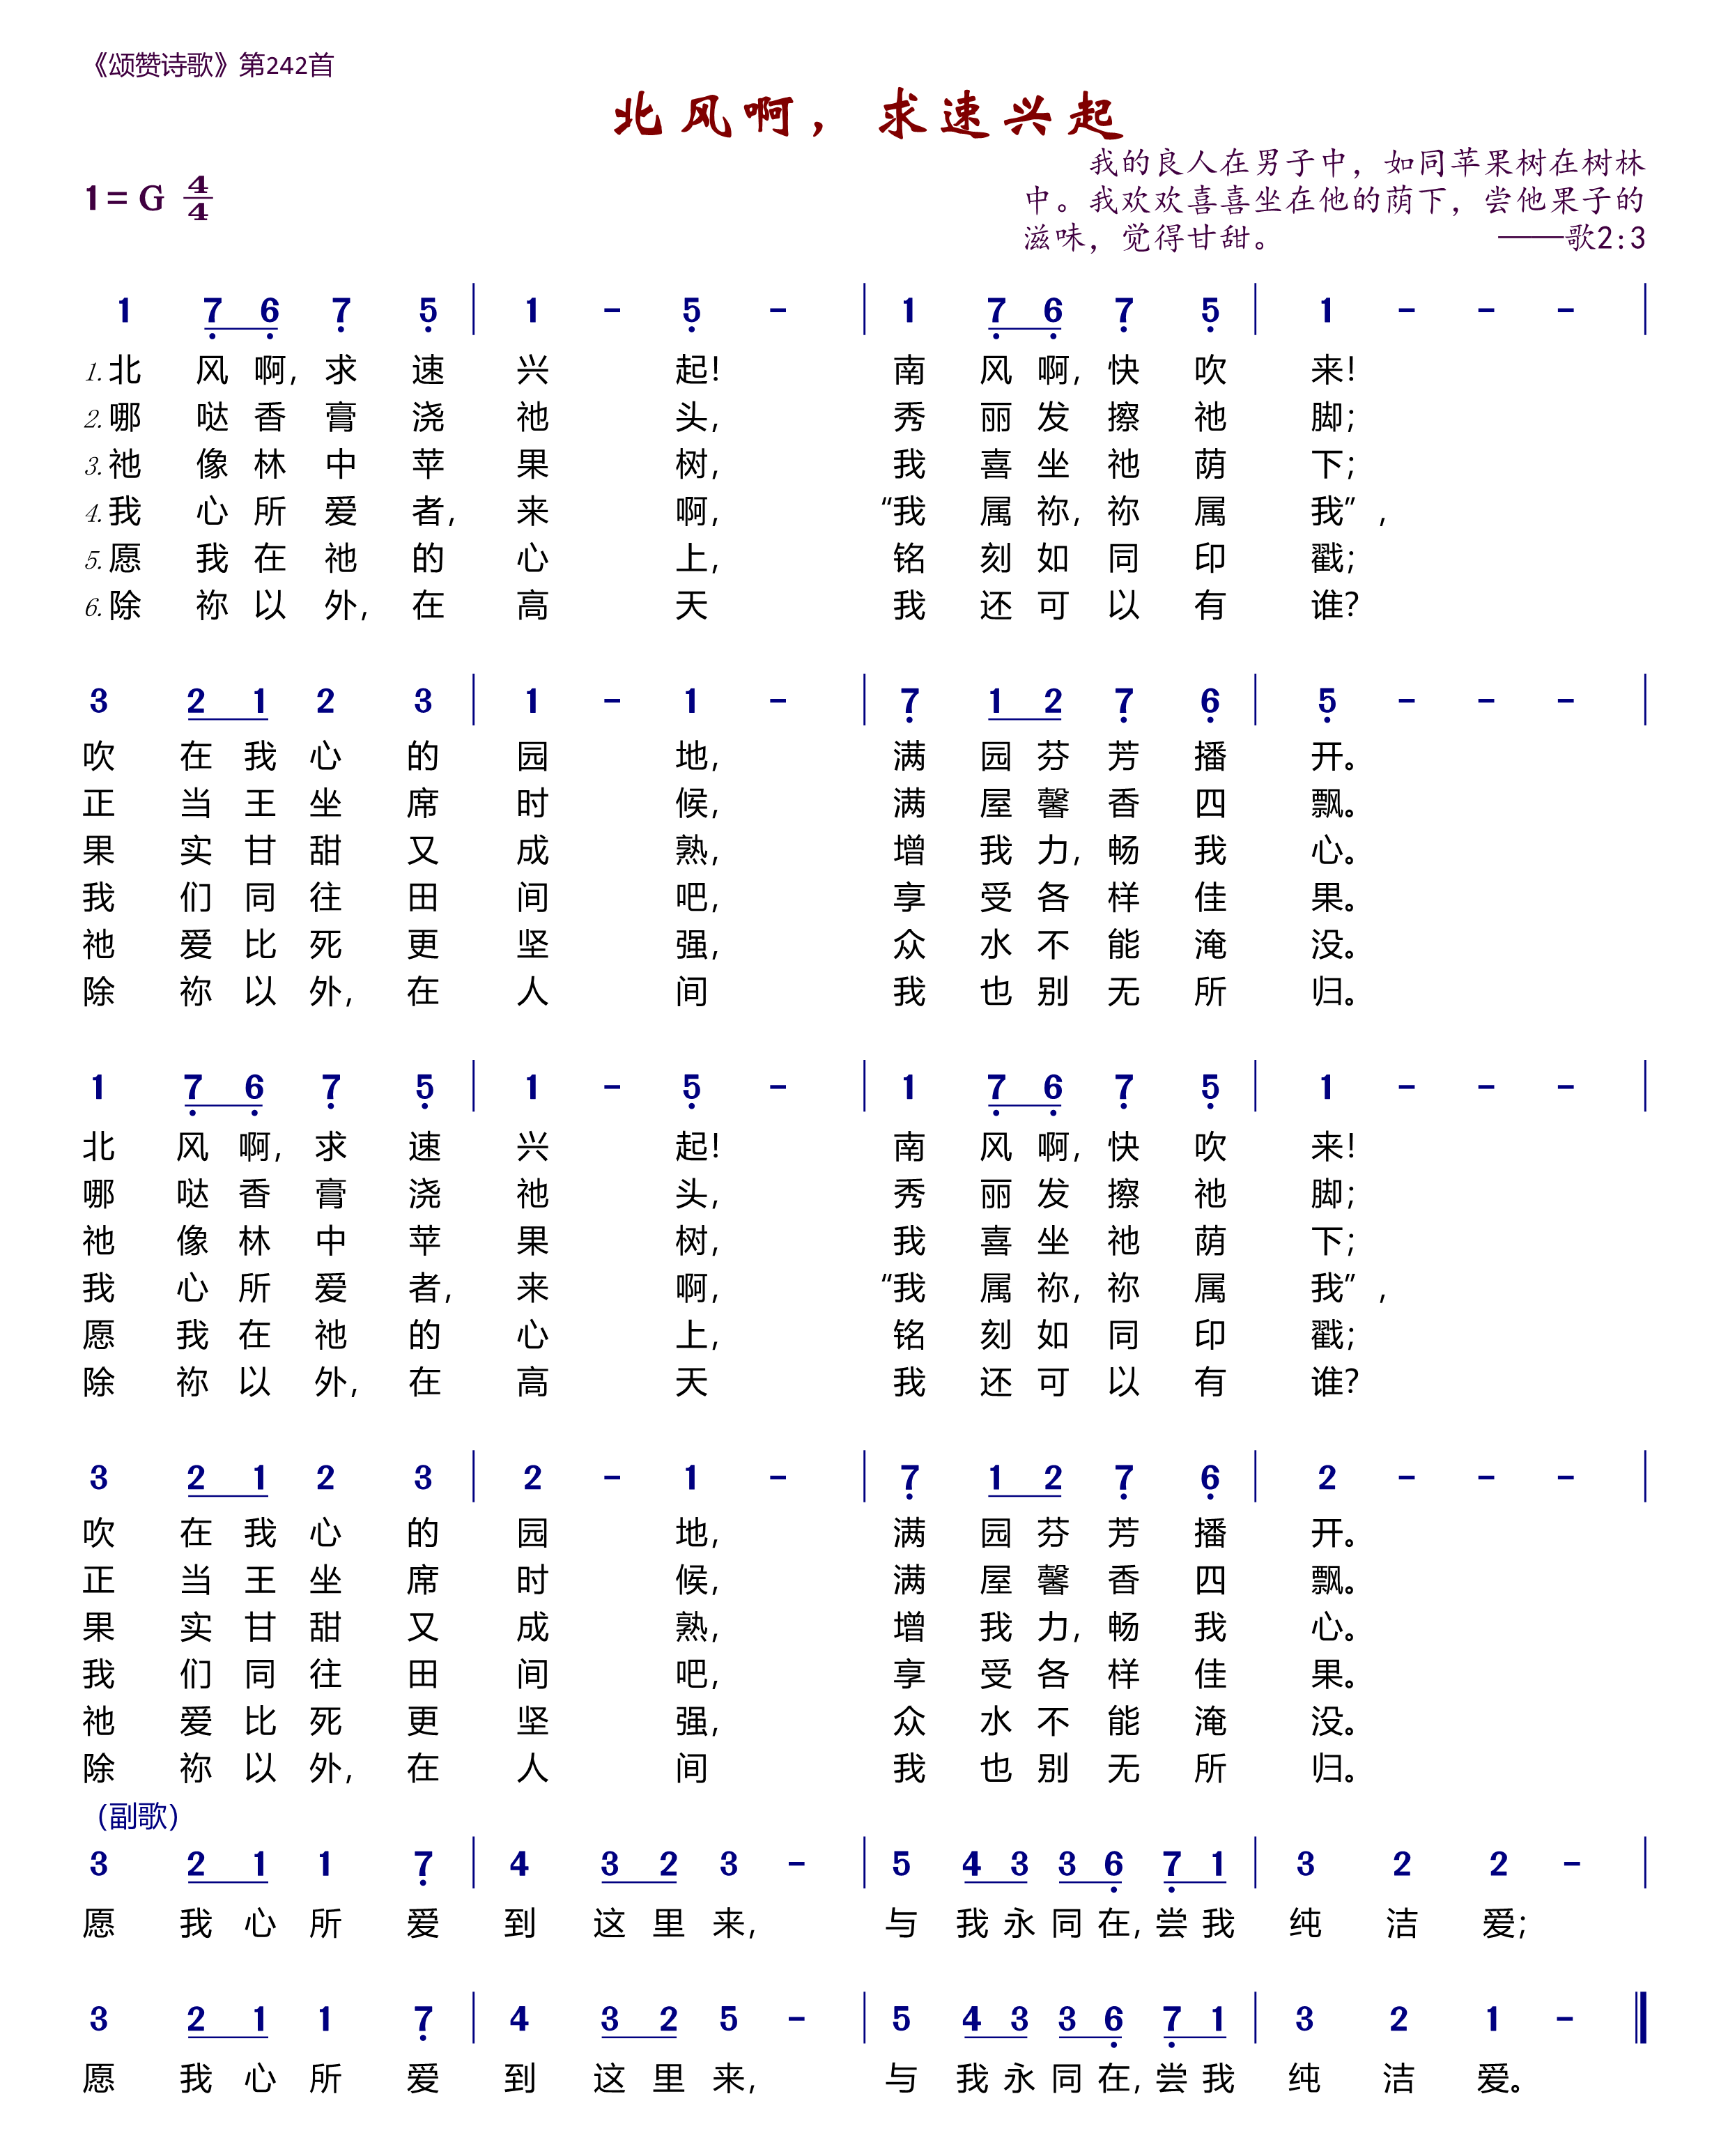 《颂赞诗歌》第242首
北风啊，求速兴起
我的良人在男子中，如同苹果树在树林
1=G 4/4
中。我欢欢喜喜坐在他的荫下，尝他果子的
滋味，觉得甘甜。 ——歌2:3
1 7 6 7 5 | 1 - 5 - | 1 7 6 7 5 | 1 - - - |
1.北风啊,求速兴起! 南风啊,快吹来!
2.哪哒香膏浇祂头, 秀丽发擦祂脚;
3.祂像林中苹果树, 我喜坐祂荫下;
4.我心所爱者,来啊, “我属祢,祢属我”,
5.愿我在祂的心上, 铭刻如同印戳;
6.除祢以外,在高天 我还可以有谁?
3 2 1 2 3 | 1 - 1 - | 7 1 2 7 6 | 5 - - - |
吹在我心的园地, 满园芬芳播开。
正当王坐席时候, 满屋馨香四飘。
果实甘甜又成熟, 增我力,畅我心。
我们同往田间吧, 享受各样佳果。
祂爱比死更坚强, 众水不能淹没。
除祢以外,在人间 我也别无所归。
1 7 6 7 5 | 1 - 5 - | 1 7 6 7 5 | 1 - - - |
北风啊,求速兴起! 南风啊,快吹来!
哪哒香膏浇祂头, 秀丽发擦祂脚;
祂像林中苹果树, 我喜坐祂荫下;
我心所爱者,来啊, “我属祢,祢属我”,
愿我在祂的心上, 铭刻如同印戳;
除祢以外,在高天 我还可以有谁?
3 2 1 2 3 | 2 - 1 - | 7 1 2 7 6 | 2 - - - |
吹在我心的园地, 满园芬芳播开。
正当王坐席时候, 满屋馨香四飘。
果实甘甜又成熟, 增我力,畅我心。
我们同往田间吧, 享受各样佳果。
祂爱比死更坚强, 众水不能淹没。
除祢以外,在人间 我也别无所归。
(副歌)
3 2 1 1 7 | 4 3 2 3 - | 5 4 3 3 6 7 1 | 3 2 2 - |
愿我心所爱到这里来, 与我永同在,尝我纯洁爱;
3 2 1 1 7 | 4 3 2 5 - | 5 4 3 3 6 7 1 | 3 2 1 - ‖
愿我心所爱到这里来, 与我永同在,尝我纯洁爱。